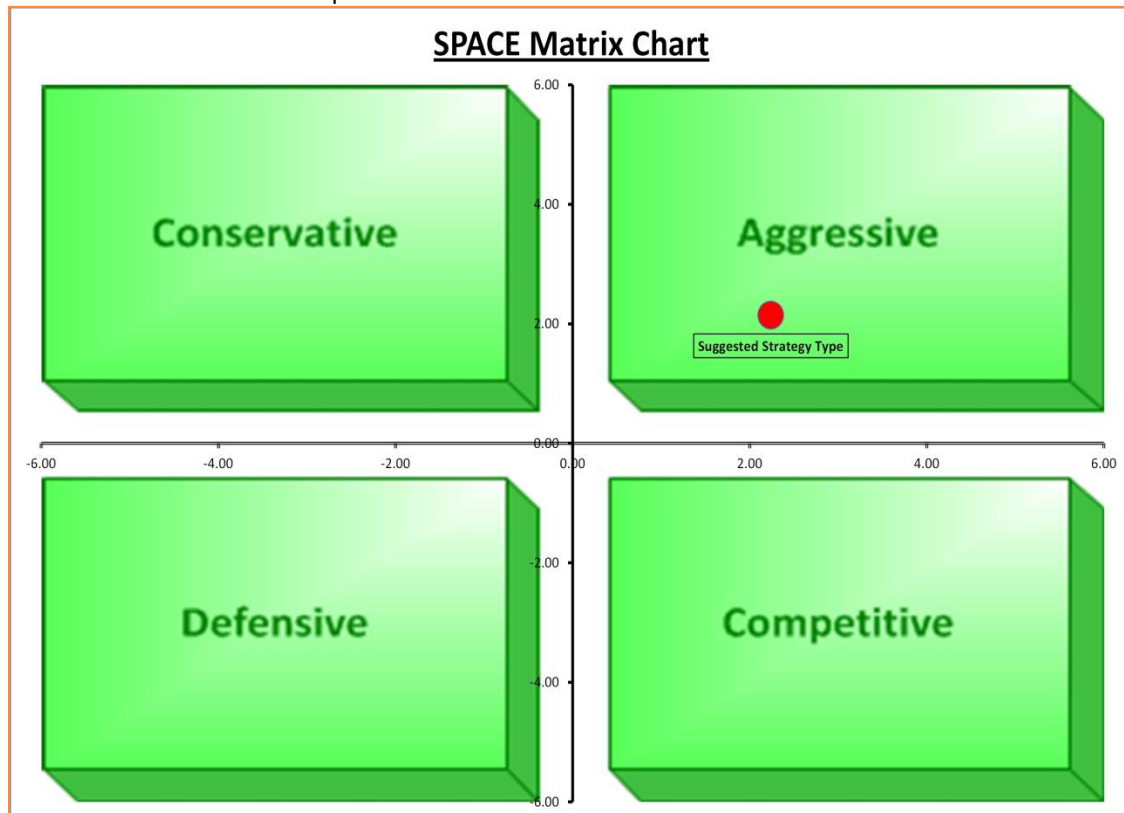 SPACE Matrix Chart
6.00
Conservative
Aggressive
4.00
2.00
Suggested Strategy Type
0.00
-6.00 -4.00 -2.00 0.00 2.00 4.00 6.00
-2.00
Defensive
Competitive
-4.00
-6.00